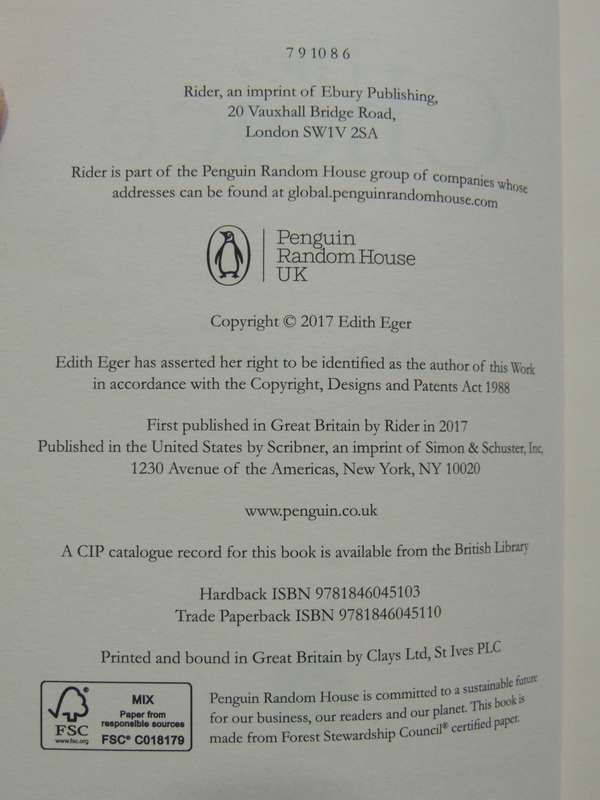 7 9 10 8 6
Rider, an imprint of Ebury Publishing,
20 Vauxhall Bridge Road,
London SW1V 2SA
Rider is part of the Penguin Random House group of companies whose
addresses can be found at global.penguinrandomhouse.com
Penguin
Random House
UK
Copyright © 2017 Edith Eger
Edith Eger has asserted her right to be identified as the author of this Work
in accordance with the Copyright, Designs and Patents Act 1988
First published in Great Britain by Rider in 2017
Published in the United States by Scribner, an imprint of Simon & Schuster, Inc,
1230 Avenue of the Americas, New York, NY 10020
www.penguin.co.uk
A CIP catalogue record for this book is available from the British Library
Hardback ISBN 9781846045103
Trade Paperback ISBN 9781846045110
Printed and bound in Great Britain by Clays Ltd, St Ives PLC
FSC
www.fsc.org
MIX
Paper from
responsible sources
FSC® C018179
Penguin Random House is committed to a sustainable future
for our business, our readers and our planet. This book is
made from Forest Stewardship Council® certified paper.